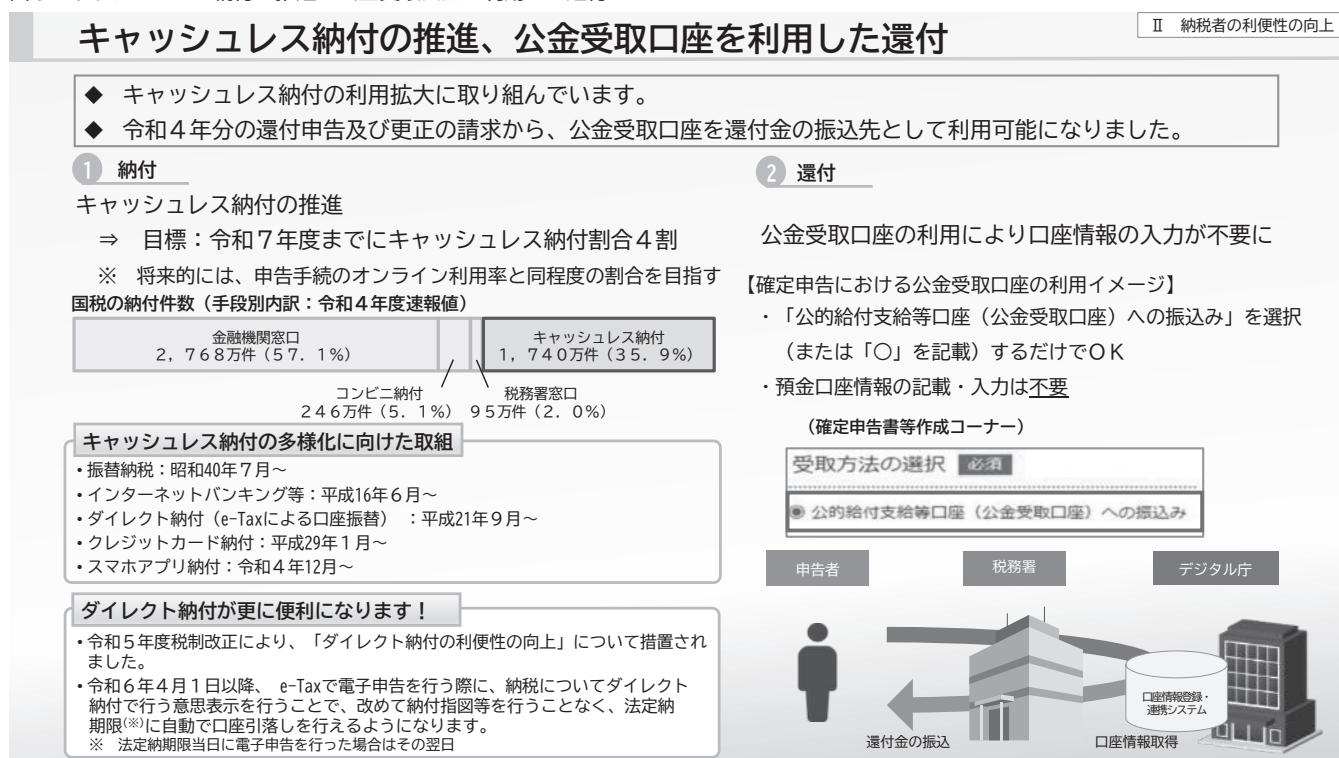 キャッシュレス納付の推進、公金受取口座を利用した還付
Ⅱ 納税者の利便性の向上
◆ キャッシュレス納付の利用拡大に取り組んでいます。
◆ 令和４年分の還付申告及び更正の請求から、公金受取口座を還付金の振込先として利用可能になりました。
1 納付
キャッシュレス納付の推進
⇒ 目標：令和７年度までにキャッシュレス納付割合４割
※ 将来的には、申告手続のオンライン利用率と同程度の割合を目指す
国税の納付件数（手段別内訳：令和４年度速報値）
金融機関窓口
２，７６８万件（５７．１％）
キャッシュレス納付
１，７４０万件（３５．９％）
コンビニ納付
２４６万件（５．１％）
税務署窓口
９５万件（２．０％）
キャッシュレス納付の多様化に向けた取組
・振替納税：昭和40年７月～
・インターネットバンキング等：平成16年６月～
・ダイレクト納付（e-Taxによる口座振替） ：平成21年９月～
・クレジットカード納付：平成29年１月～
・スマホアプリ納付：令和４年12月～
ダイレクト納付が更に便利になります！
・令和５年度税制改正により、「ダイレクト納付の利便性の向上」について措置され
ました。
・令和６年４月１日以降、 e-Taxで電子申告を行う際に、納税についてダイレクト
納付で行う意思表示を行うことで、改めて納付指図等を行うことなく、法定納
期限(※)に自動で口座引落しを行えるようになります。
※ 法定納期限当日に電子申告を行った場合はその翌日
2 還付
公金受取口座の利用により口座情報の入力が不要に
【確定申告における公金受取口座の利用イメージ】
・「公的給付支給等口座（公金受取口座）への振込み」を選択
（または「○」を記載）するだけでＯＫ
・預金口座情報の記載・入力は不要
（確定申告書等作成コーナー）
受取方法の選択 必須
公的給付支給等口座（公金受取口座）への振込み
申告者
税務署
デジタル庁
口座情報登録・
連携システム
還付金の振込
口座情報取得